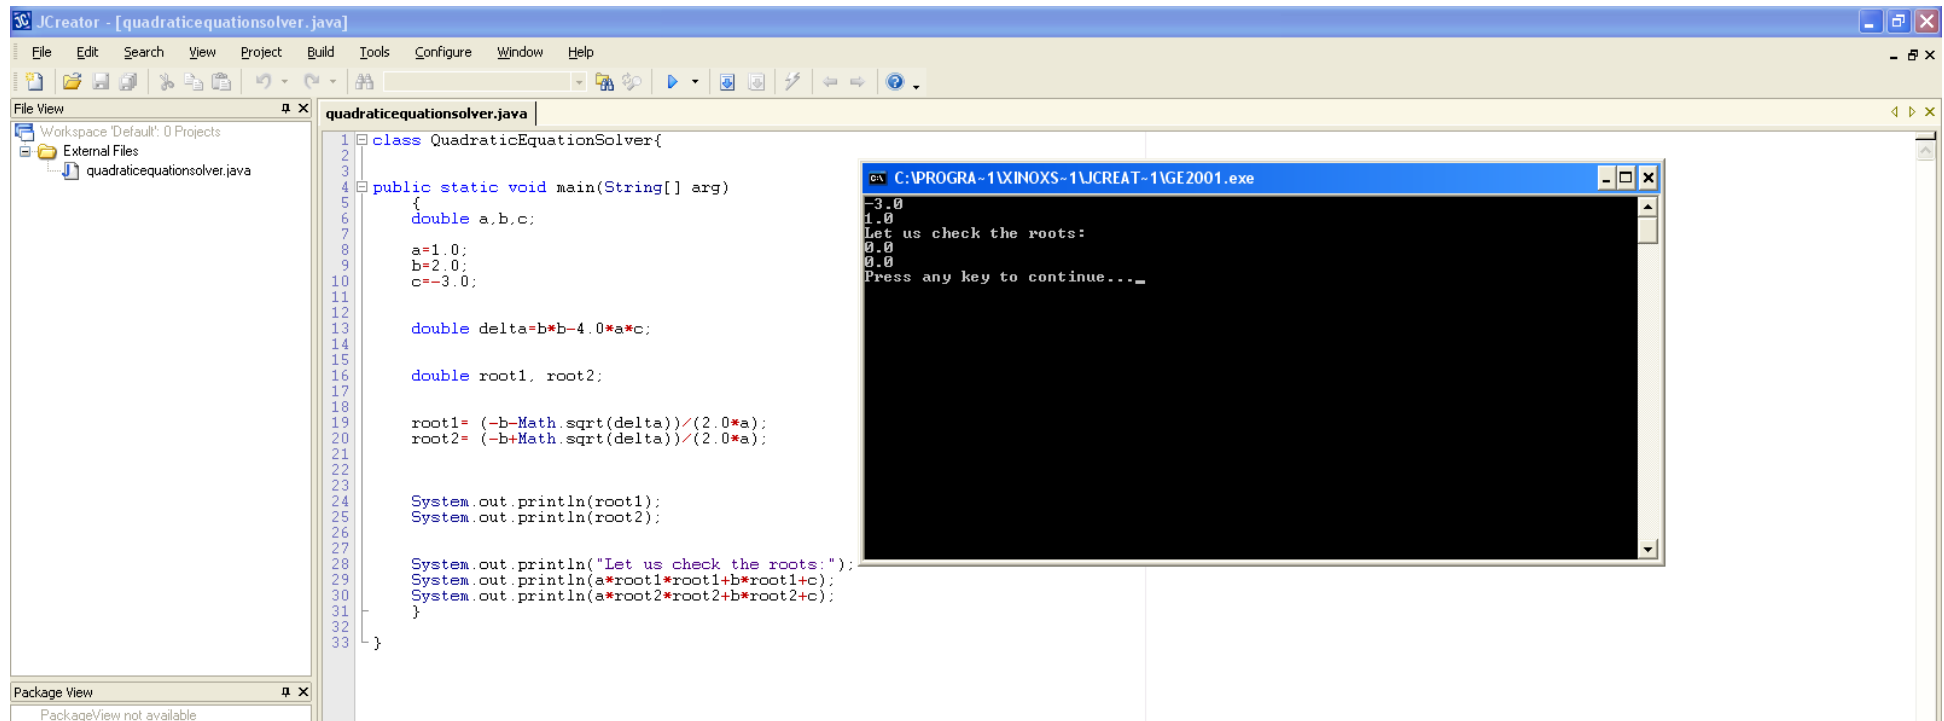 JCreator - [quadraticequationsolver.java]
File Edit Search View Project Build Tools Configure Window Help
File View
Workspace 'Default': 0 Projects
External Files
quadraticequationsolver.java
Package View
PackageView not available
quadraticequationsolver.java
1 class QuadraticEquationSolver{
2
3
4 public static void main(String[] arg)
5 {
6 double a,b,c;
7
8 a=1.0;
9 b=2.0;
10 c=-3.0;
11
12
13 double delta=b*b-4.0*a*c;
14
15
16 double root1, root2;
17
18
19 root1= (-b-Math.sqrt(delta))/(2.0*a);
20 root2= (-b+Math.sqrt(delta))/(2.0*a);
21
22
23
24 System.out.println(root1);
25 System.out.println(root2);
26
27
28 System.out.println("Let us check the roots:");
29 System.out.println(a*root1*root1+b*root1+c);
30 System.out.println(a*root2*root2+b*root2+c);
31 }
32
33 }
C:\PROGRA~1\XINOXS~1\JCREAT~1\GE2001.exe
-3.0
1.0
Let us check the roots:
0.0
0.0
Press any key to continue..._